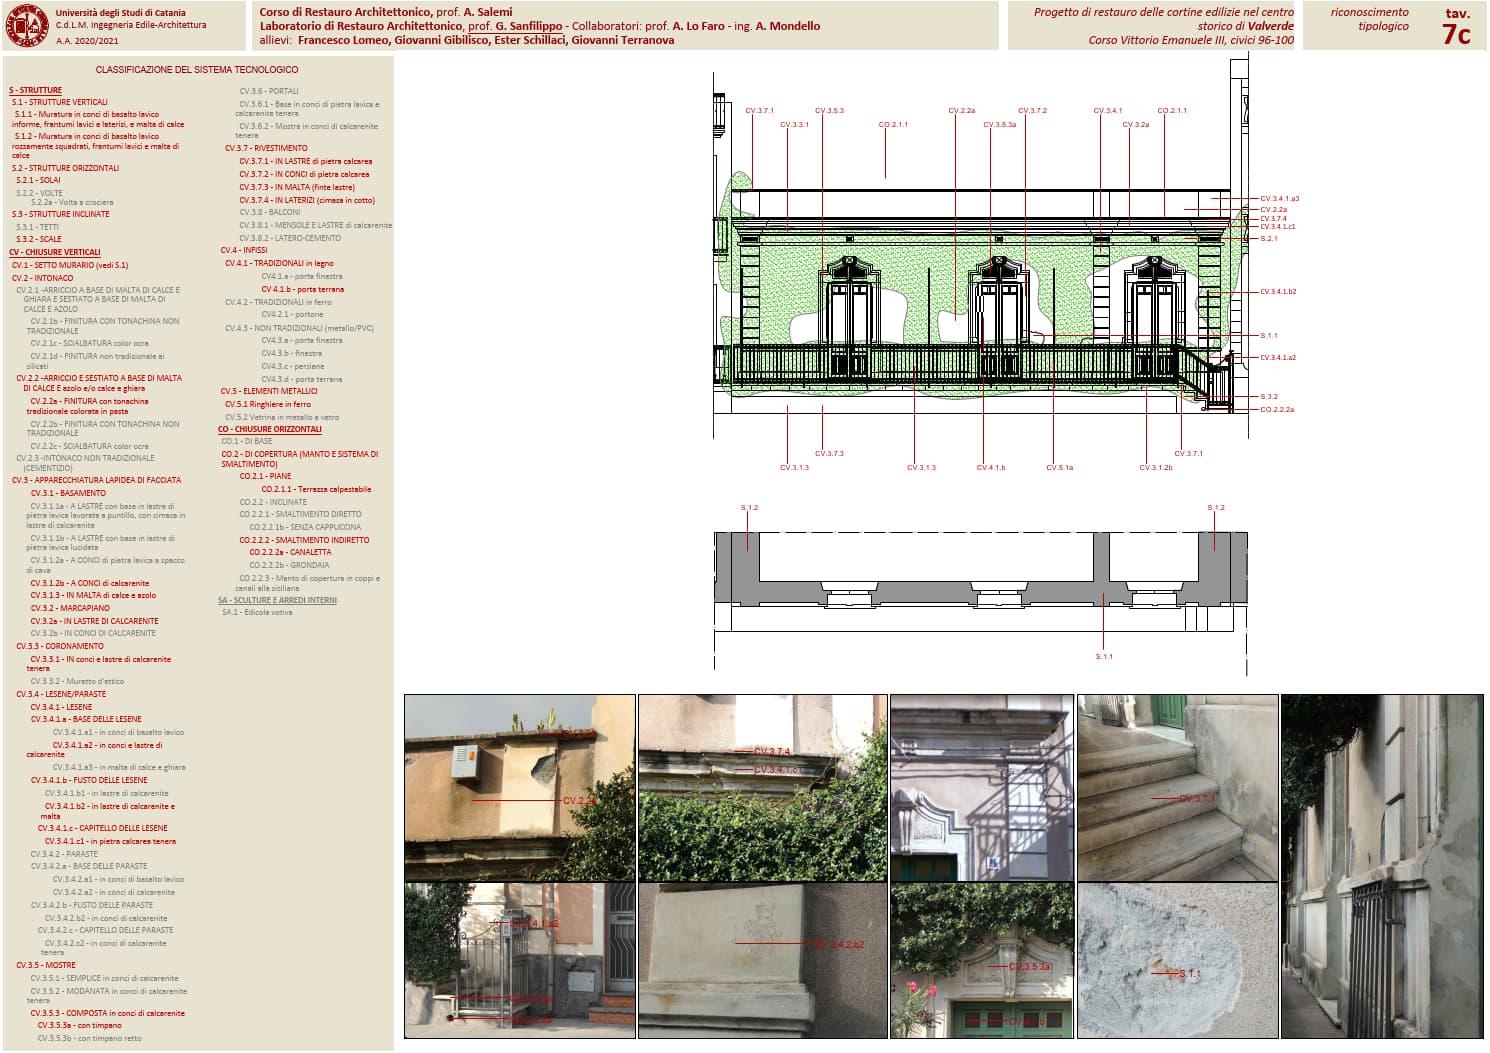 Università degli Studi di Catania
C.d.L.M. Ingegneria Edile-Architettura
A.A. 2020/2021
Corso di Restauro Architettonico, prof. A. Salemi
Laboratorio di Restauro Architettonico, prof. G. Sanfilippo - Collaboratori: prof. A. Lo Faro - ing. A. Mondello
allievi: Francesco Lomeo, Giovanni Gibilisco, Ester Schillaci, Giovanni Terranova
Progetto di restauro delle cortine edilizie nel centro
storico di Valverde
Corso Vittorio Emanuele III, civici 96-100
riconoscimento
tipologico
tav.
7c
CLASSIFICAZIONE DEL SISTEMA TECNOLOGICO
S - STRUTTURE
S.1 - STRUTTURE VERTICALI
S.1.1 - Muratura in conci di basalto lavico
informe, frantumi lavici e laterizi, e malta di calce
S.1.2 - Muratura in conci di basalto lavico
rozzamente squadrati, frantumi lavici e malta di
calce
S.2 - STRUTTURE ORIZZONTALI
S.2.1 - SOLAI
S.2.2 - VOLTE
S.2.2a - Volta a crociera
S.3 - STRUTTURE INCLINATE
S.3.1 - TETTI
S.3.2 - SCALE
CV - CHIUSURE VERTICALI
CV.1 - SETTO MURARIO (vedi S.1)
CV.2 - INTONACO
CV.2.1 -ARRICCIO A BASE DI MALTA DI CALCE E
GHIARA E SESTIATO A BASE DI MALTA DI
CALCE E AZOLO
CV.2.1b - FINITURA CON TONACHINA NON
TRADIZIONALE
CV.2.1c - SCIALBATURA color ocra
CV.2.1d - FINITURA non tradizionale ai
silicati
CV.2.2 -ARRICCIO E SESTIATO A BASE DI MALTA
DI CALCE E azolo e/o calce e ghiara
CV.2.2a - FINITURA con tonachina
tradizionale colorata in pasta
CV.2.2b - FINITURA CON TONACHINA NON
TRADIZIONALE
CV.2.2c - SCIALBATURA color ocra
CV.2.3 -INTONACO NON TRADIZIONALE
(CEMENTIZIO)
CV.3 - APPARECCHIATURA LAPIDEA DI FACCIATA
CV.3.1 - BASAMENTO
CV.3.1.1a - A LASTRE con base in lastre di
pietra lavica lavorata a puntillo, con cimasa in
lastre di calcarenite
CV.3.1.1b - A LASTRE con base in lastre di
pietra lavica lucidata
CV.3.1.2a - A CONCI di pietra lavica a spacco
di cava
CV.3.1.2b - A CONCI di calcarenite
CV.3.1.3 - IN MALTA di calce e azolo
CV.3.2 - MARCAPIANO
CV.3.2a - IN LASTRE DI CALCARENITE
CV.3.2b - IN CONCI DI CALCARENITE
CV.3.3 - CORONAMENTO
CV.3.3.1 - IN conci e lastre di calcarenite
tenera
CV.3.3.2 - Muretto d'attico
CV.3.4 - LESENE/PARASTE
CV.3.4.1 - LESENE
CV.3.4.1.a - BASE DELLE LESENE
CV.3.4.1.a1 - in conci di basalto lavico
CV.3.4.1.a2 - in conci e lastre di
calcarenite
CV.3.4.1.a3 - in malta di calce e ghiara
CV.3.4.1.b - FUSTO DELLE LESENE
CV.3.4.1.b1 - in lastre di calcarenite
CV.3.4.1.b2 - in lastre di calcarenite e
malta
CV.3.4.1.c - CAPITELLO DELLE LESENE
CV.3.4.1.c1 - in pietra calcarea tenera
CV.3.4.2 - PARASTE
CV.3.4.2.a - BASE DELLE PARASTE
CV.3.4.2.a1 - in conci di basalto lavico
CV.3.4.2.a2 - in conci di calcarenite
CV.3.4.2.b - FUSTO DELLE PARASTE
CV.3.4.2.b2 - in conci di calcarenite
CV.3.4.2.c - CAPITELLO DELLE PARASTE
CV.3.4.2.c2 - in conci di calcarenite
tenera
CV.3.5 - MOSTRE
CV.3.5.1 - SEMPLICE in conci di calcarenite
CV.3.5.2 - MODANATA in conci di calcarenite
tenera
CV.3.5.3 - COMPOSTA in conci di calcarenite
CV.3.5.3a - con timpano
CV.3.5.3b - con timpano retto
CV.3.6 - PORTALI
CV.3.6.1 - Base in conci di pietra lavica e
calcarenite tenera
CV.3.6.2 - Mostra in conci di calcarenite
tenera
CV.3.7 - RIVESTIMENTO
CV.3.7.1 - IN LASTRE di pietra calcarea
CV.3.7.2 - IN CONCI di pietra calcarea
CV.3.7.3 - IN MALTA (finte lastre)
CV.3.7.4 - IN LATERIZI (cimasa in cotto)
CV.3.8 - BALCONI
CV.3.8.1 - MENSOLE E LASTRE di calcarenite
CV.3.8.2 - LATERO-CEMENTO
CV.4 - INFISSI
CV.4.1 - TRADIZIONALI in legno
CV4.1.a - porta finestra
CV 4.1.b - porta terrana
CV.4.2 - TRADIZIONALI in ferro
CV4.2.1 - portone
CV.4.3 - NON TRADIZIONALI (metallo/PVC)
CV4.3.a - porta finestra
CV4.3.b - finestra
CV4.3.c - persiane
CV4.3.d - porta terrana
CV.5 - ELEMENTI METALLICI
CV.5.1 Ringhiere in ferro
CV.5.2 Vetrina in metallo e vetro
CO - CHIUSURE ORIZZONTALI
CO.1 - DI BASE
CO.2 - DI COPERTURA (MANTO E SISTEMA DI
SMALTIMENTO)
CO.2.1 - PIANE
CO.2.1.1 - Terrazza calpestabile
CO.2.2 - INCLINATE
CO.2.2.1 - SMALTIMENTO DIRETTO
CO.2.2.1b - SENZA CAPPUCCINA
CO.2.2.2 - SMALTIMENTO INDIRETTO
CO.2.2.2a - CANALETTA
CO.2.2.2b - GRONDAIA
CO.2.2.3 - Manto di copertura in coppi e
canali alla siciliana
SA - SCULTURE E ARREDI INTERNI
SA.1 - Edicola votiva
CV.3.7.1 CV.3.5.3 CV.2.2a CV.3.7.2 CV.3.4.1 CO.2.1.1
CV.3.3.1 CO.2.1.1 CV.3.5.3a CV.3.2a
CV.3.4.1.a3
CV.2.2a
CV.3.7.4
CV.3.4.1.c1
S.2.1
CV.3.4.1.b2
S.1.1
CV.3.4.1.a2
S.3.2
CO.2.2.2a
CV.3.7.3 CV.3.7.1
CV.3.1.3 CV.3.1.3 CV.4.1.b CV.5.1a CV.3.1.2b
S.1.2 S.1.2
S.1.1
CV.2.2
CV.3.7.4
CV.3.4.1.c1
CV.3.7.1
CV.3.4.1.a2
CV.3.4.2.b2
CV.3.5.3a
S.1.1